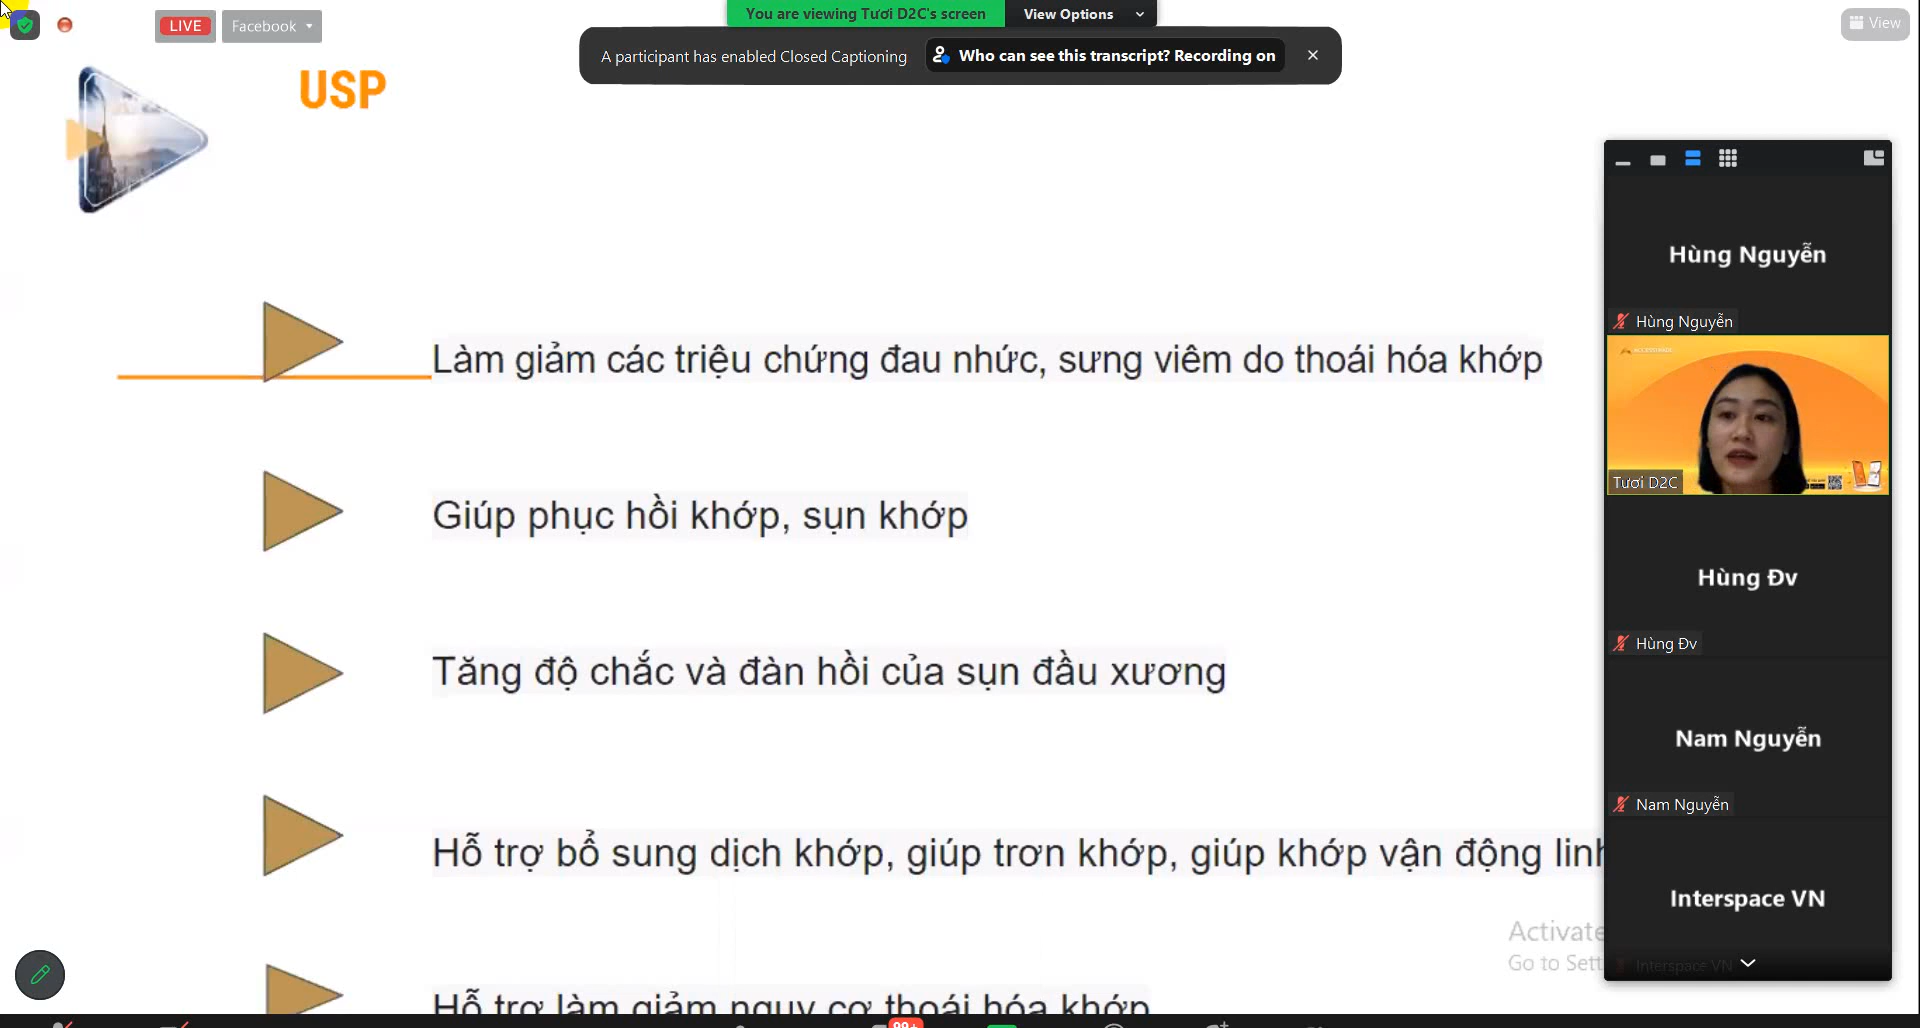 LIVE
Facebook
You are viewing Tươi D2C's screen
View Options
View
A participant has enabled Closed Captioning
Who can see this transcript? Recording on
USP
Làm giảm các triệu chứng đau nhức, sưng viêm do thoái hóa khớp
Giúp phục hồi khớp, sụn khớp
Tăng độ chắc và đàn hồi của sụn đầu xương
Hỗ trợ bổ sung dịch khớp, giúp trơn khớp, giúp khớp vận động linh
Hỗ trợ làm giảm nguy cơ thoái hóa khớp
Activate
Go to Sett
Hùng Nguyễn
Hùng Nguyễn
ACCESSTRADE
Tươi D2C
Hùng Đv
Hùng Đv
Nam Nguyễn
Nam Nguyễn
Interspace VN
Interspace VN
99+